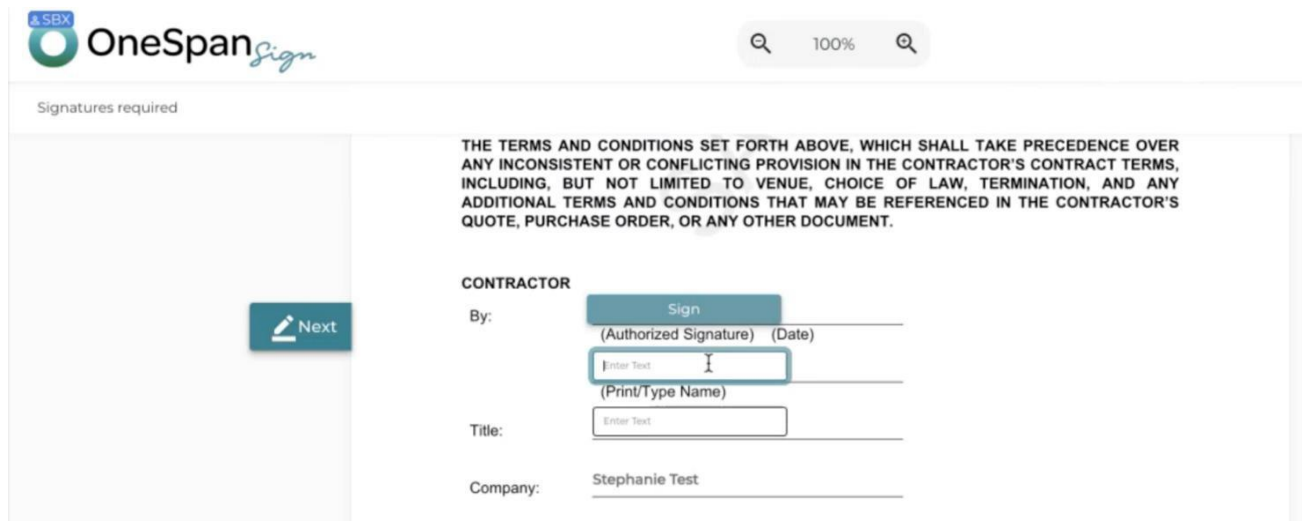 SBX
OneSpan Sign
100%
Signatures required
THE TERMS AND CONDITIONS SET FORTH ABOVE, WHICH SHALL TAKE PRECEDENCE OVER
ANY INCONSISTENT OR CONFLICTING PROVISION IN THE CONTRACTOR'S CONTRACT TERMS,
INCLUDING, BUT NOT LIMITED TO VENUE, CHOICE OF LAW, TERMINATION, AND ANY
ADDITIONAL TERMS AND CONDITIONS THAT MAY BE REFERENCED IN THE CONTRACTOR'S
QUOTE, PURCHASE ORDER, OR ANY OTHER DOCUMENT.
CONTRACTOR
Next
By:
Sign
(Authorized Signature) (Date)
Enter Text
(Print/Type Name)
Title:
Enter Text
Company:
Stephanie Test